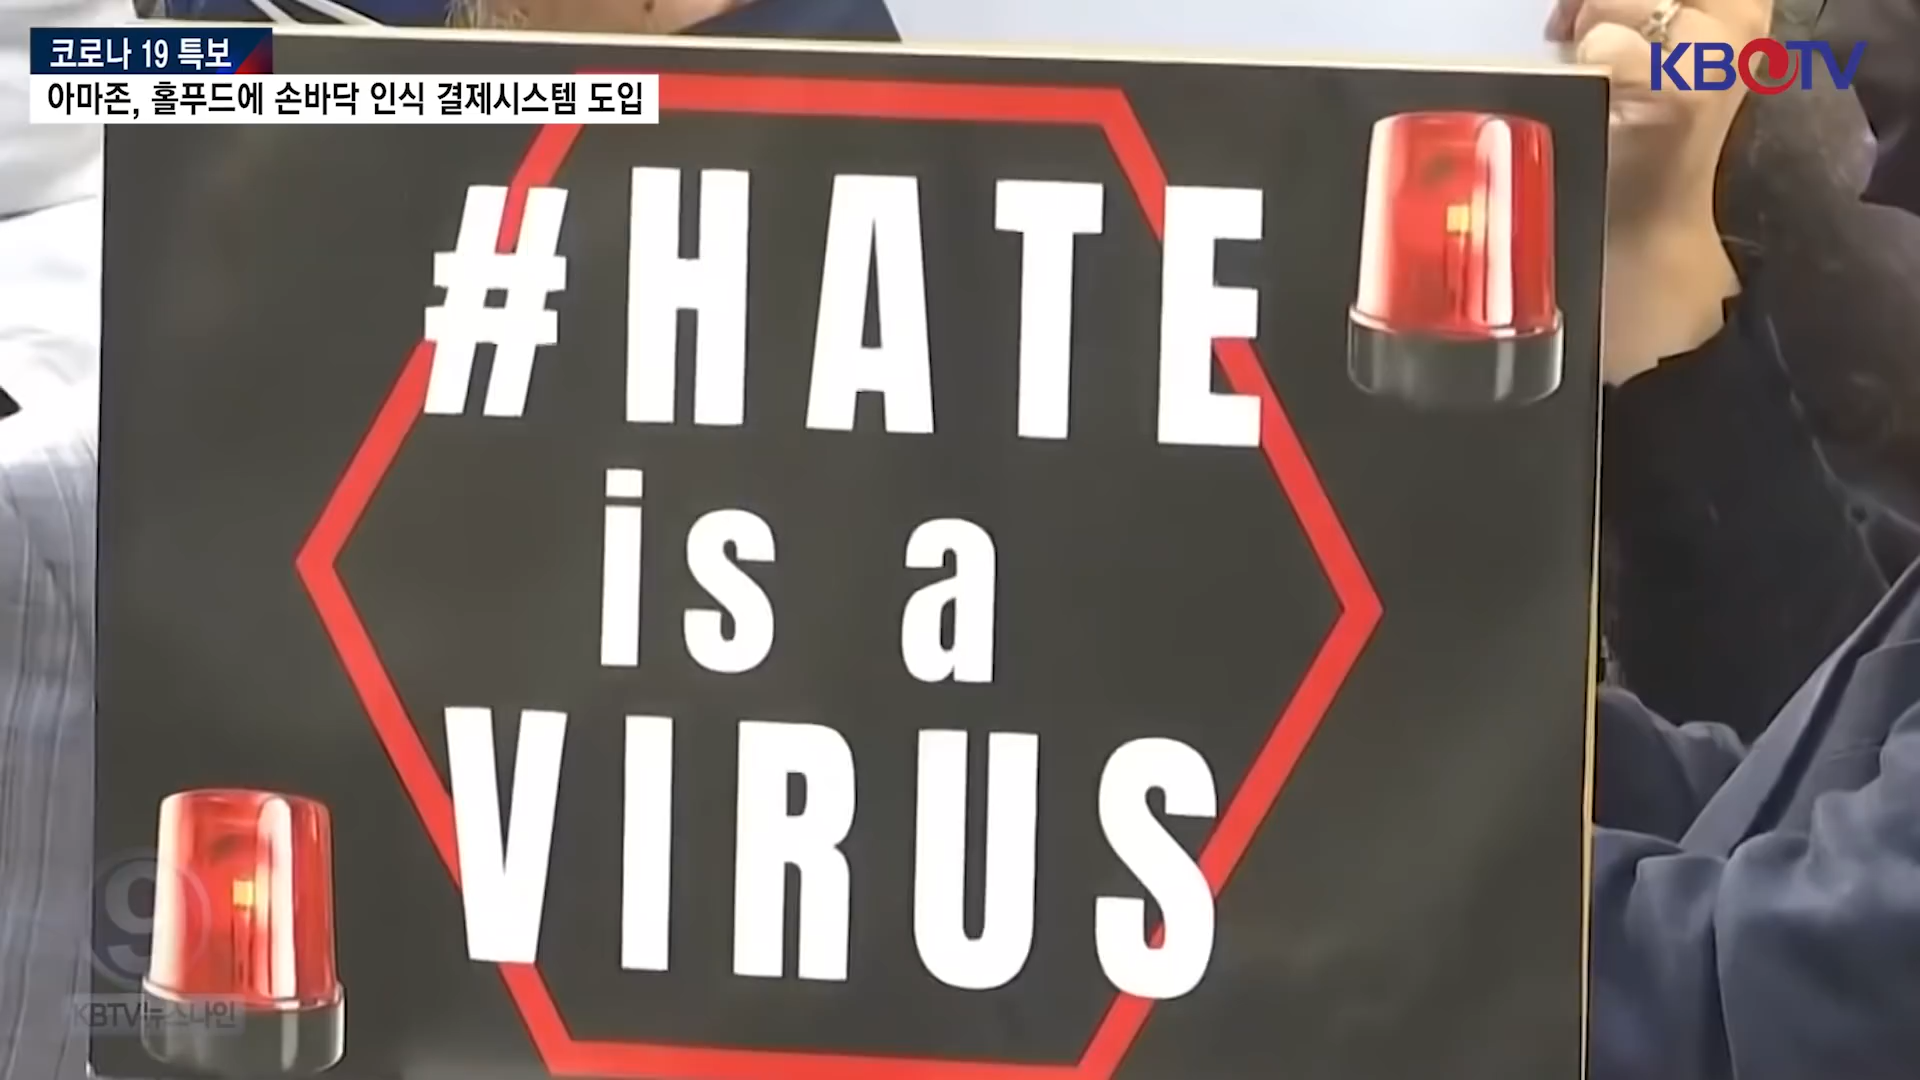 코로나 19 특보
아마존, 홀푸드에 손바닥 인식 결제시스템 도입
KBTV
#HATE
is a
VIRUS
9
KBTV뉴스나인